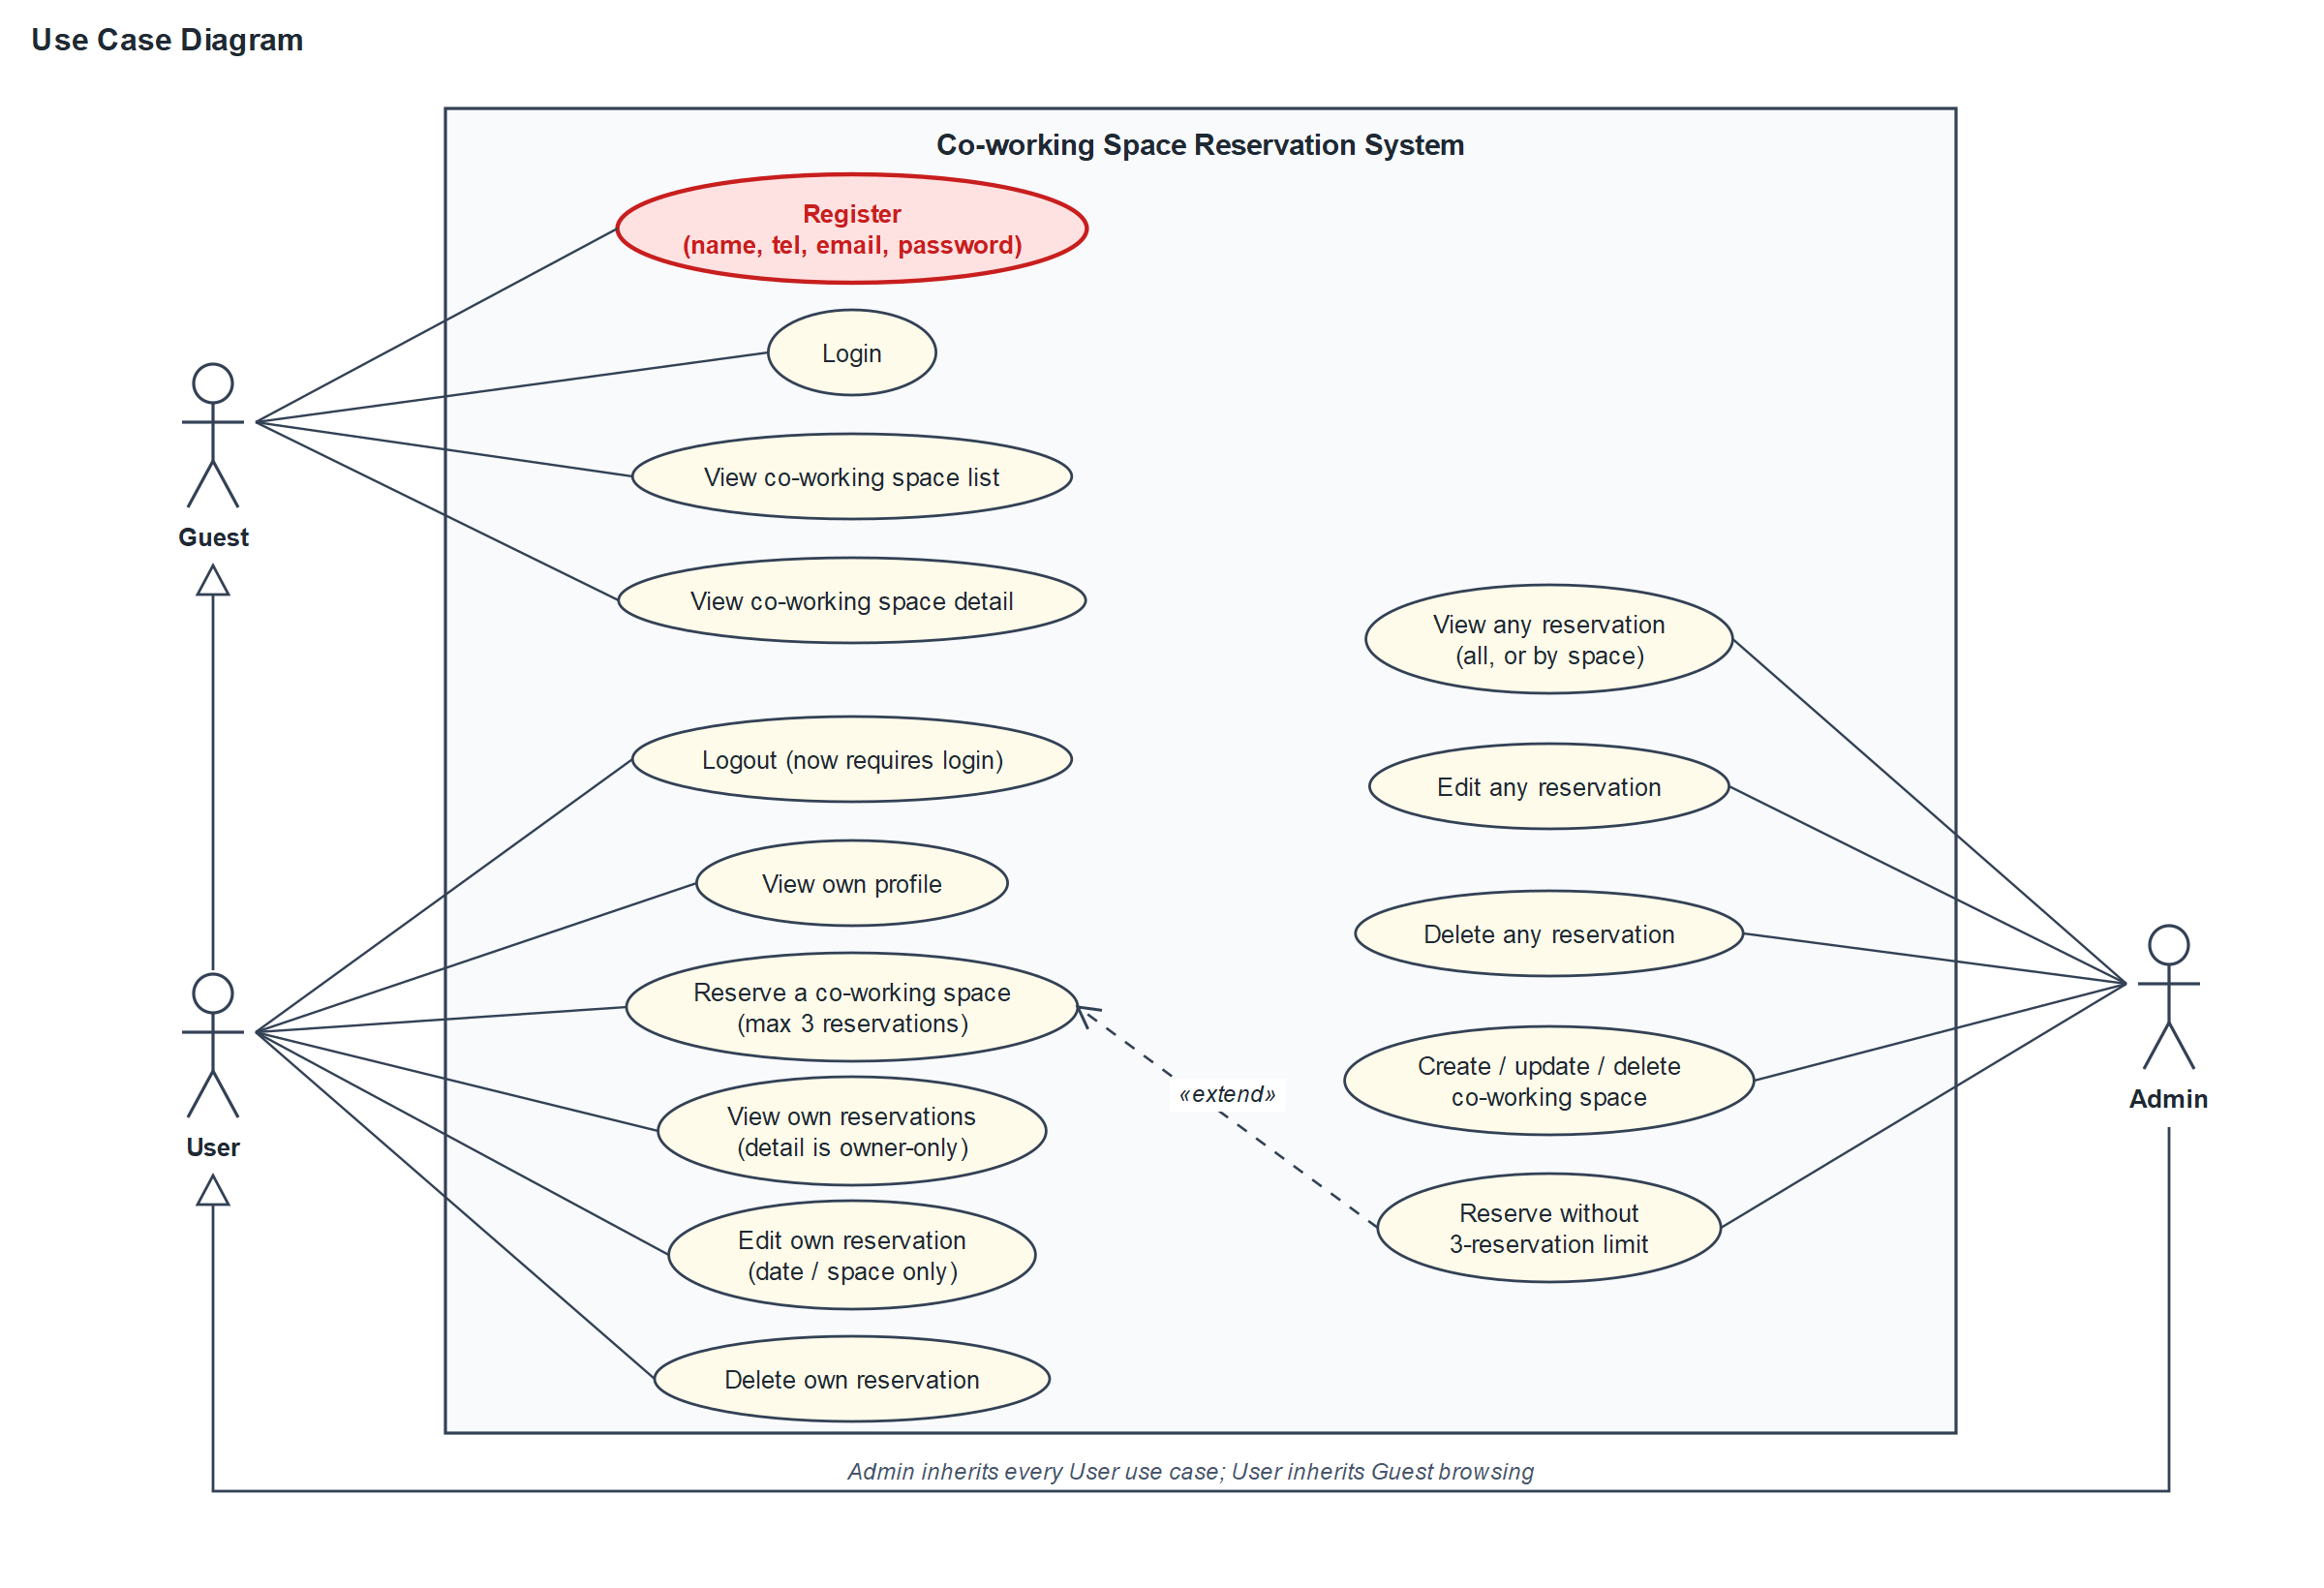 Use Case Diagram
Co-working Space Reservation System
Register
(name, tel, email, password)
Login
View co-working space list
View co-working space detail
Guest
Logout (now requires login)
View own profile
Reserve a co-working space
(max 3 reservations)
View own reservations
(detail is owner-only)
Edit own reservation
(date / space only)
Delete own reservation
User
«extend»
View any reservation
(all, or by space)
Edit any reservation
Delete any reservation
Create / update / delete
co-working space
Reserve without
3-reservation limit
Admin
Admin inherits every User use case; User inherits Guest browsing